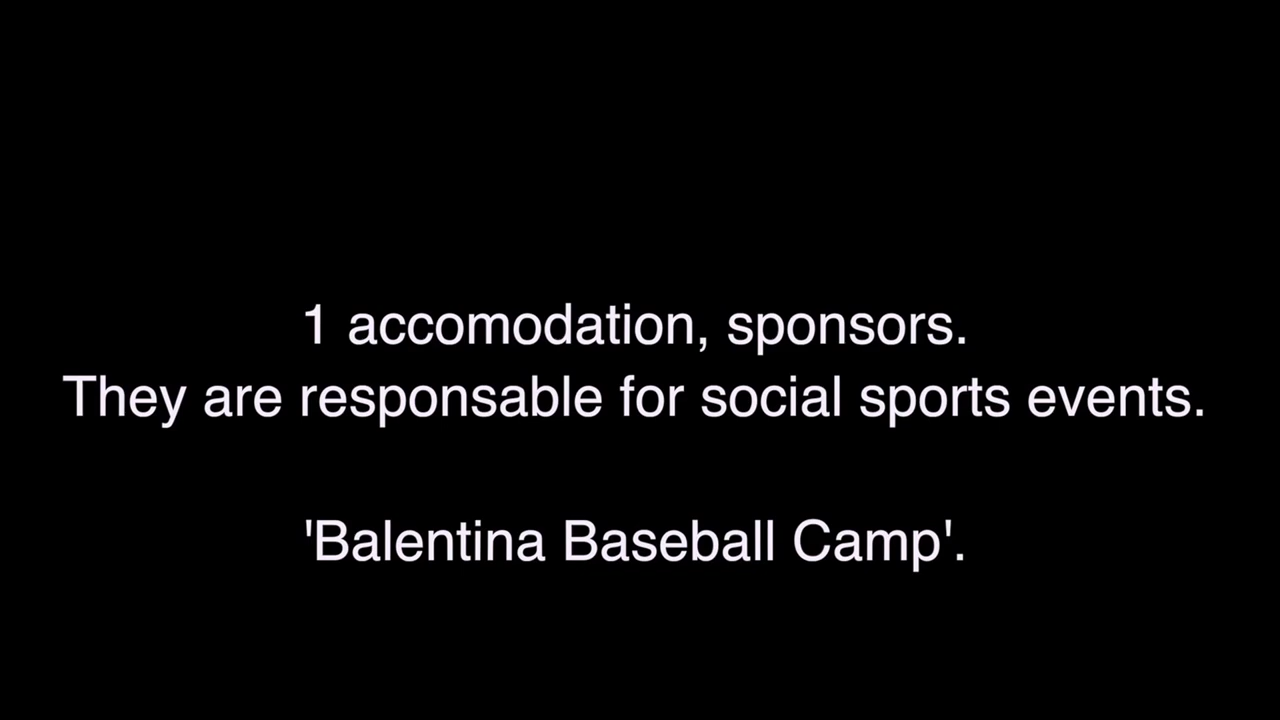 1 accomodation, sponsors.
They are responsable for social sports events.
'Balentina Baseball Camp'.